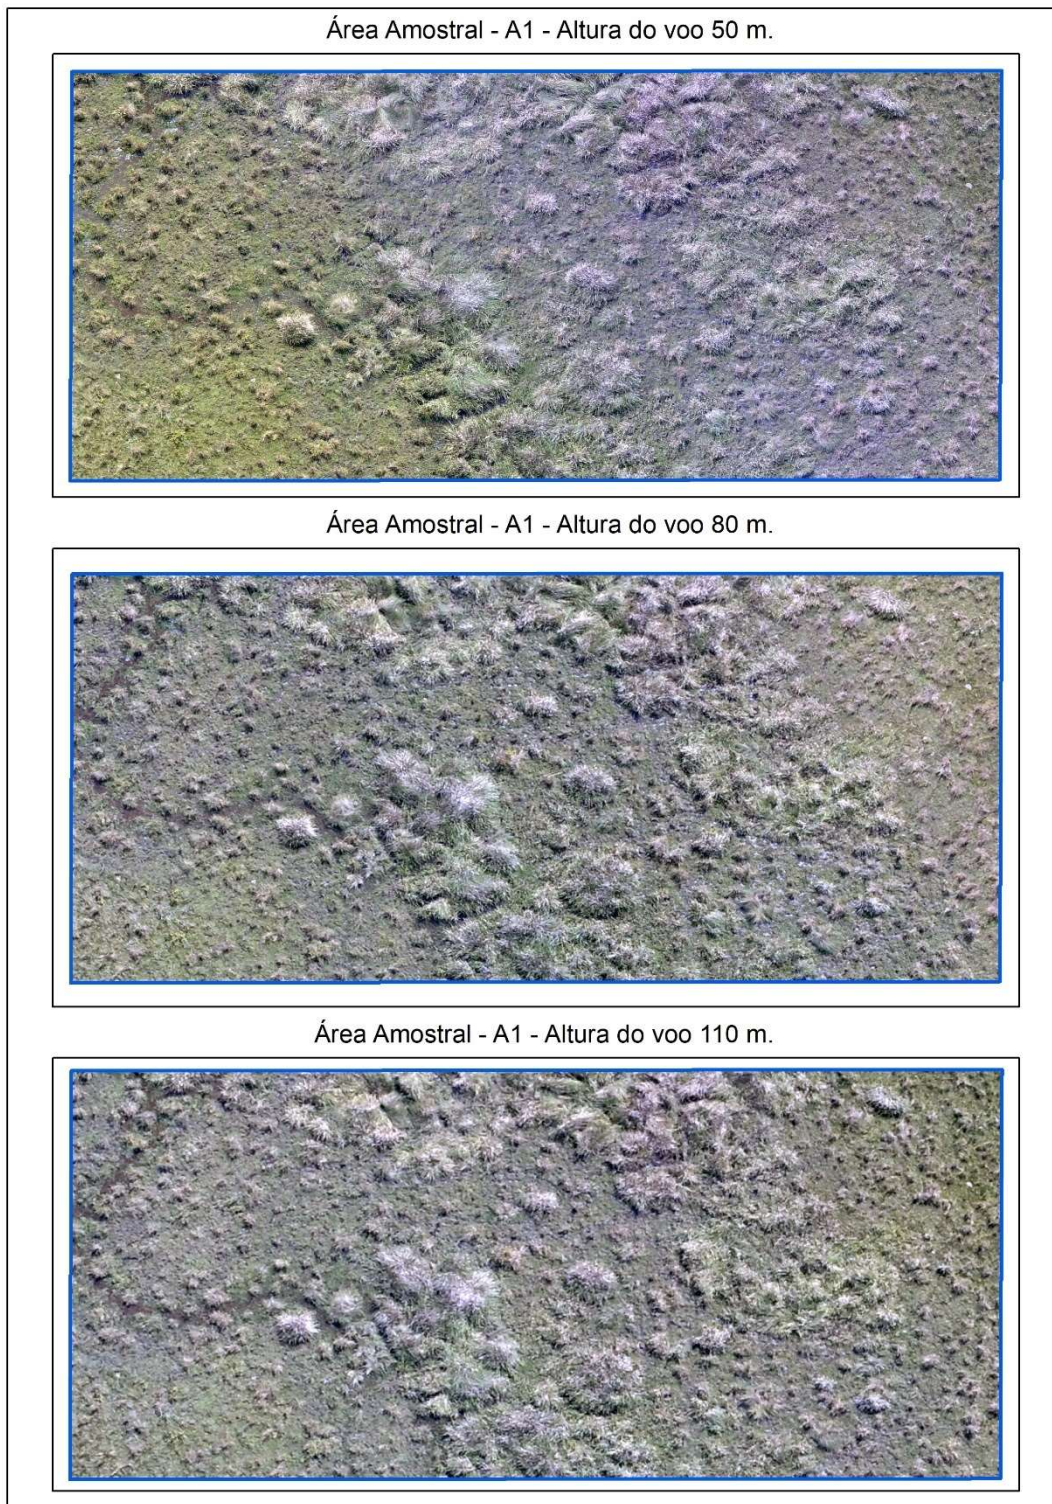 Área Amostral - A1 - Altura do voo 50 m.
Área Amostral - A1 - Altura do voo 80 m.
Área Amostral - A1 - Altura do voo 110 m.